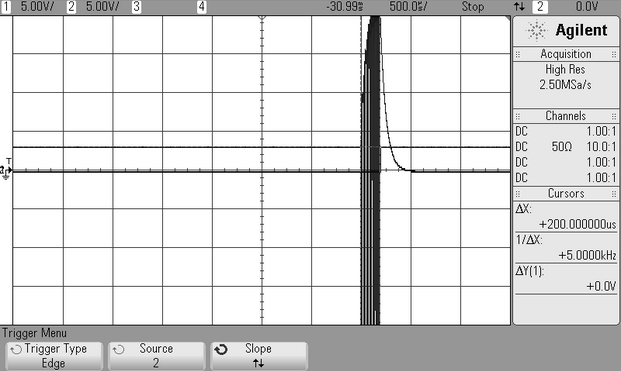 1 5.00V/ 2 5.00V/ 3 4 500.0 Stop 2 0.0V
Agilent
Acquisition
High Res
2.50MSa/s
Channels
DC 1.00:1
DC 50Ω 10.0:1
DC 1.00:1
DC 1.00:1
Cursors
ΔX:
+200.000000us
1/ΔX:
+5.0000kHz
ΔY(1):
+0.0V
T
Trigger Menu
Trigger Type Source Slope
Edge 2